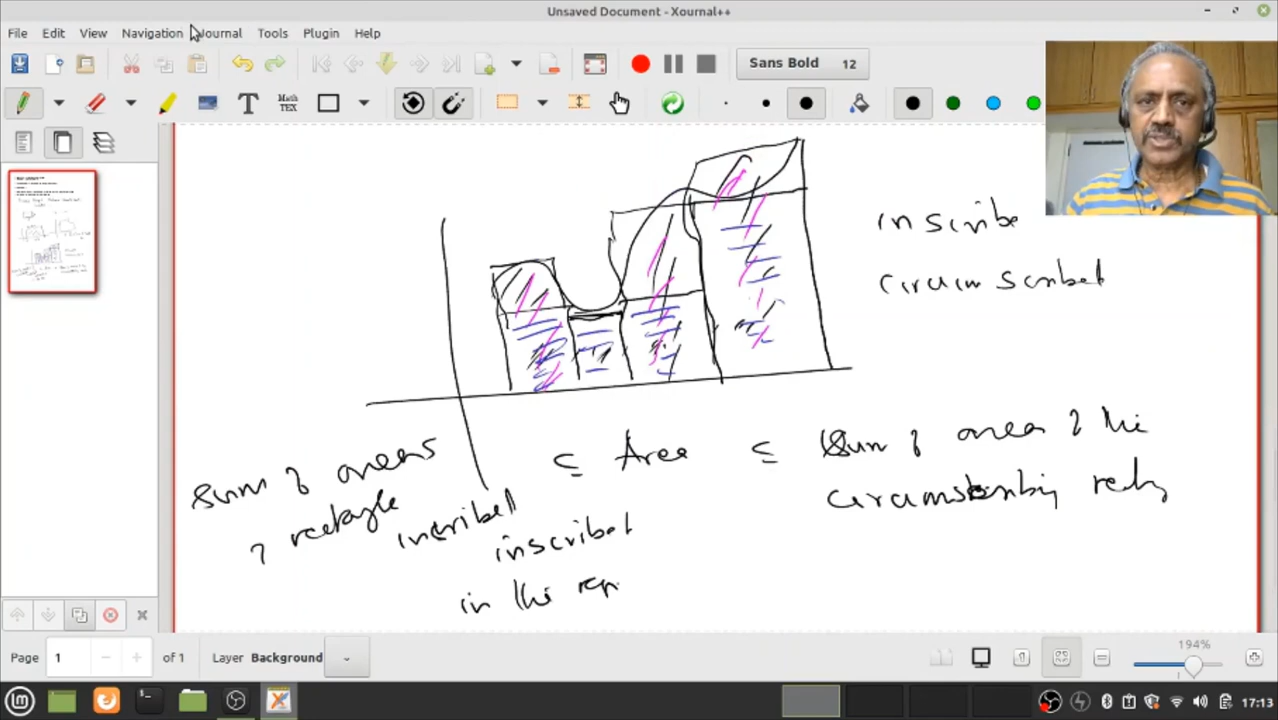 Unsaved Document - Xournal++
File Edit View Navigation Journal Tools Plugin Help
Sans Bold 12
Math TEX
inscribe
circumscribed
sum of areas ⊆ Area ⊆ Sum of area of the
of rectangle inscribed circumscribing
inscribed
in the
194%
Page 1 of 1 Layer Background
17:13